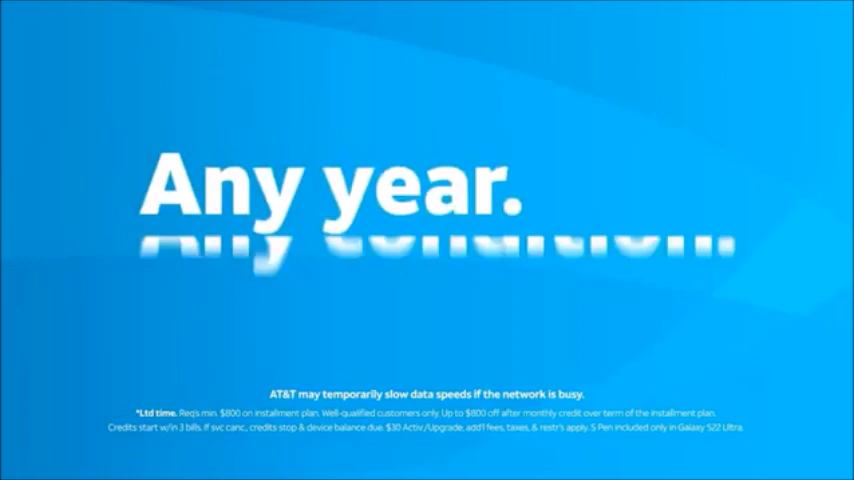 Any year.
Any condition.
AT&T may temporarily slow data speeds if the network is busy.
*Ltd time. Req's min. $800 on installment plan. Well-qualified customers only. Up to $800 off after monthly credit over term of the installment plan.
Credits start w/in 3 bills. If svc canc., credits stop & device balance due. $30 Activ./Upgrade, add'l fees, taxes, & restr's apply. S Pen included only in Galaxy S22 Ultra.